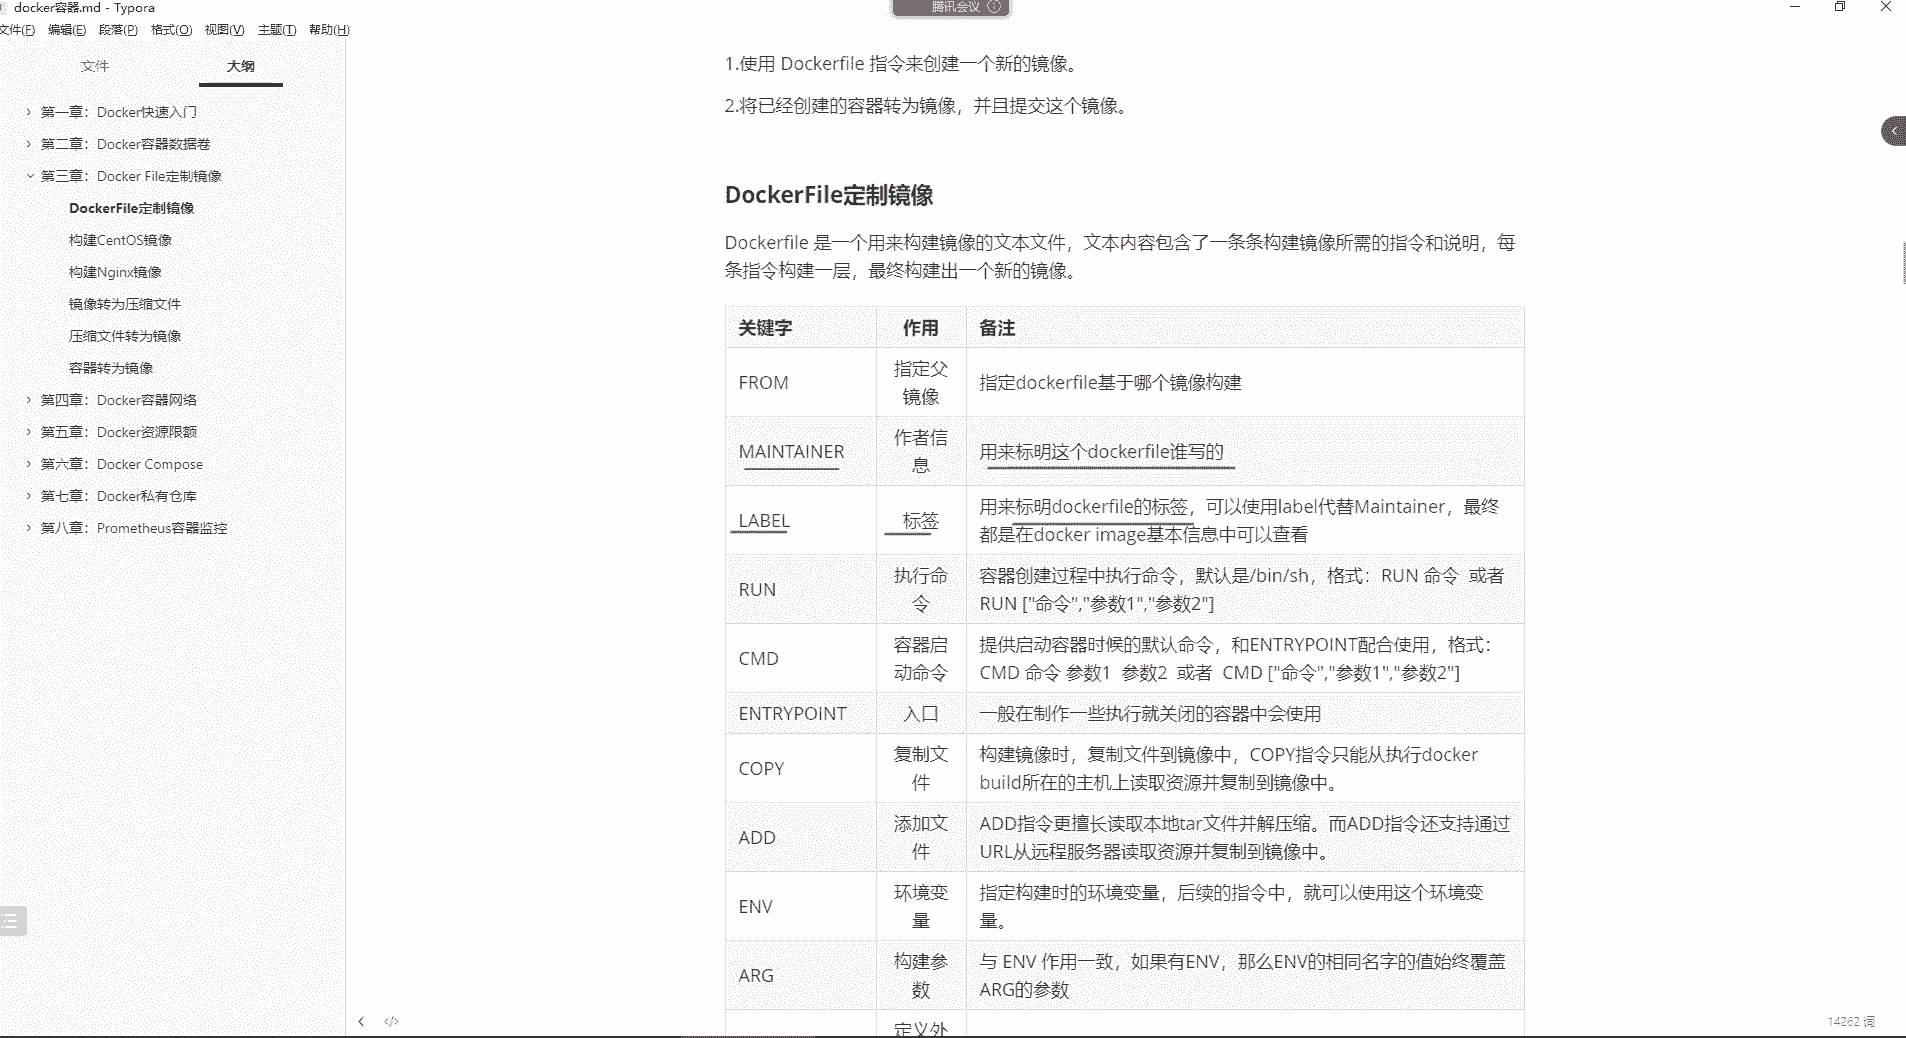 docker容器.md - Typora
腾讯会议
文件(F) 编辑(E) 段落(P) 格式(O) 视图(V) 主题(T) 帮助(H)
文件 大纲
第一章：Docker快速入门
第二章：Docker容器数据卷
第三章：Docker File定制镜像
DockerFile定制镜像
构建CentOS镜像
构建Nginx镜像
镜像转为压缩文件
压缩文件转为镜像
容器转为镜像
第四章：Docker容器网络
第五章：Docker资源限额
第六章：Docker Compose
第七章：Docker私有仓库
第八章：Prometheus容器监控
1.使用 Dockerfile 指令来创建一个新的镜像。
2.将已经创建的容器转为镜像，并且提交这个镜像。
DockerFile定制镜像
Dockerfile 是一个用来构建镜像的文本文件，文本内容包含了一条条构建镜像所需的指令和说明，每
条指令构建一层，最终构建出一个新的镜像。
关键字 作用 备注
FROM
指定父
镜像
指定dockerfile基于哪个镜像构建
MAINTAINER
作者信
息
用来标明这个dockerfile谁写的
LABEL
标签
用来标明dockerfile的标签，可以使用label代替Maintainer，最终
都是在docker image基本信息中可以查看
RUN
执行命
令
容器创建过程中执行命令，默认是/bin/sh，格式：RUN 命令 或者
RUN ["命令","参数1","参数2"]
CMD
容器启
动命令
提供启动容器时候的默认命令，和ENTRYPOINT配合使用，格式：
CMD 命令 参数1 参数2 或者 CMD ["命令","参数1","参数2"]
ENTRYPOINT
入口
一般在制作一些执行就关闭的容器中会使用
COPY
复制文
件
构建镜像时，复制文件到镜像中，COPY指令只能从执行docker
build所在的主机上读取资源并复制到镜像中。
ADD
添加文
件
ADD指令更擅长读取本地tar文件并解压缩。而ADD指令还支持通过
URL从远程服务器读取资源并复制到镜像中。
ENV
环境变
量
指定构建时的环境变量，后续的指令中，就可以使用这个环境变
量。
ARG
构建参
数
与 ENV 作用一致，如果有ENV，那么ENV的相同名字的值始终覆盖
ARG的参数
定义外
14262 词